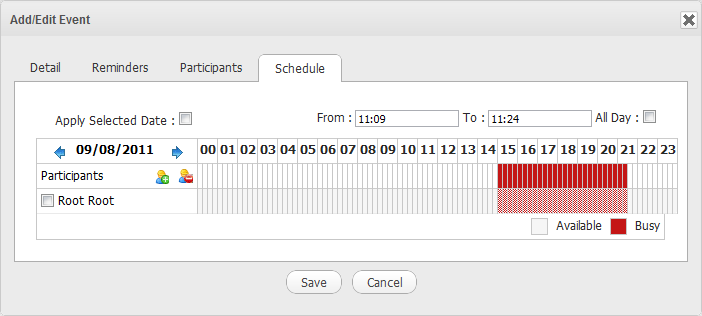 Add/Edit Event
Detail Reminders Participants Schedule
Apply Selected Date : From : 11:09 To : 11:24 All Day :
09/08/2011 00 01 02 03 04 05 06 07 08 09 10 11 12 13 14 15 16 17 18 19 20 21 22 23
Participants
Root Root
Available Busy
Save Cancel